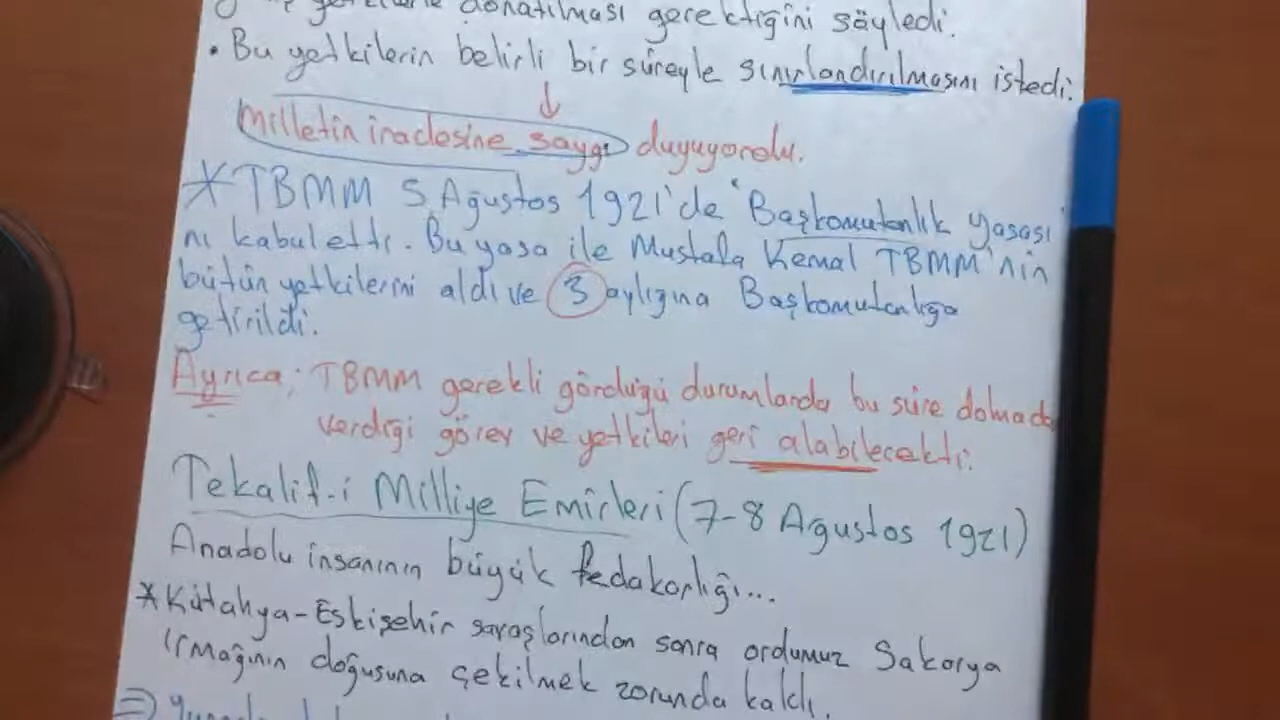 donatılması gerektiğini söyledi.
• Bu yetkilerin belirli bir süreyle sınırlandırılmasını istedi.
↓
Milletin iradesine saygı duyuyordu.
* TBMM 5 Ağustos 1921'de "Başkomutanlık Yasası"
nı kabul etti. Bu yasa ile Mustafa Kemal TBMM'nin
bütün yetkilerini aldı ve 3 aylığına Başkomutanlığa
getirildi.
Ayrıca; TBMM gerekli gördüğü durumlarda bu süre dolmada
verdiği görev ve yetkileri geri alabilecekti.
Tekalif-i Milliye Emirleri (7-8 Ağustos 1921)
Anadolu insanının büyük fedakarlığı...
* Kütahya-Eskişehir savaşlarından sonra ordumuz Sakarya
ırmağının doğusuna çekilmek zorunda kaldı.
⇒